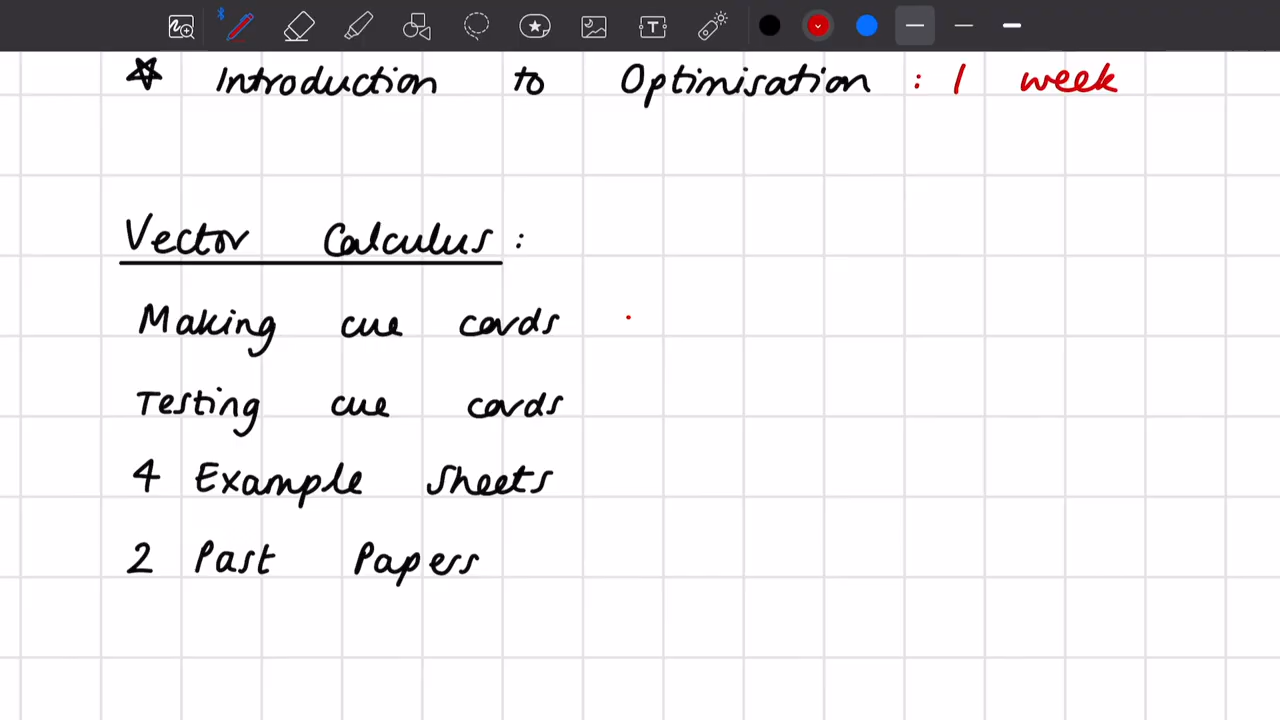 ☆ Introduction to Optimisation : 1 week
Vector Calculus :
Making cue cards
Testing cue cards
4 Example Sheets
2 Past Papers